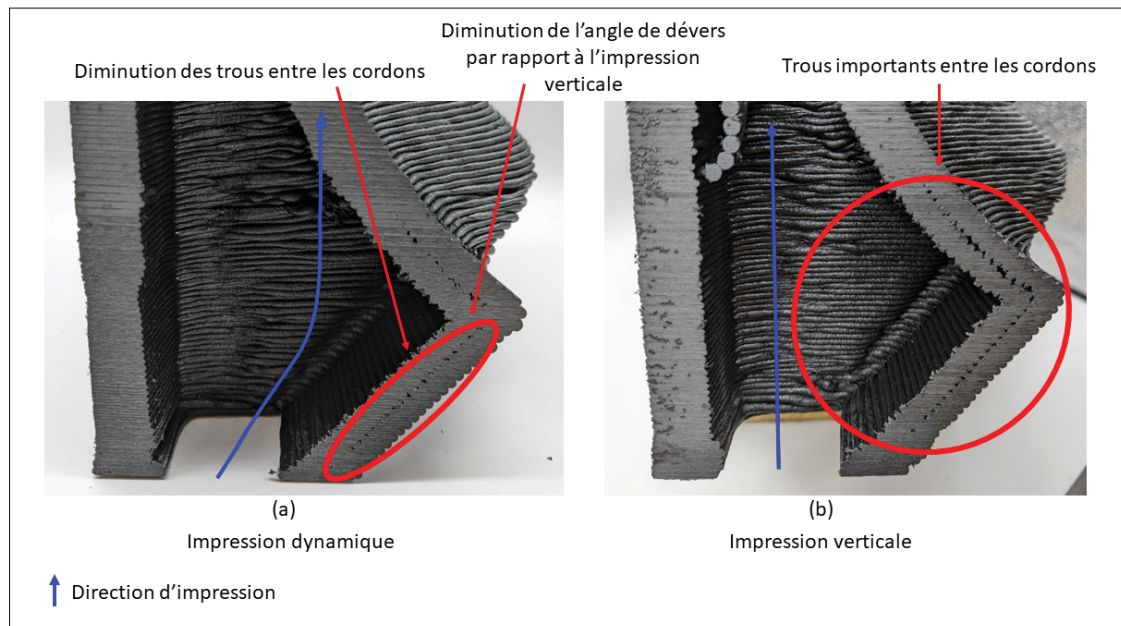 Diminution de l’angle de dévers
par rapport à l’impression
verticale
Diminution des trous entre les cordons
Trous importants entre les cordons
(a)
(b)
Impression dynamique
Impression verticale
Direction d’impression